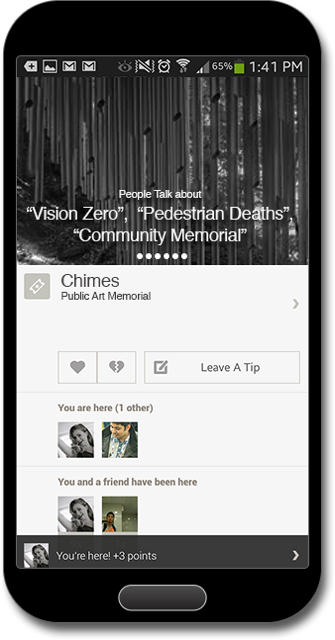 65% 1:41 PM
People Talk about
“Vision Zero”, “Pedestrian Deaths”,
“Community Memorial”
Chimes
Public Art Memorial
Leave A Tip
You are here (1 other)
You and a friend have been here
You're here! +3 points